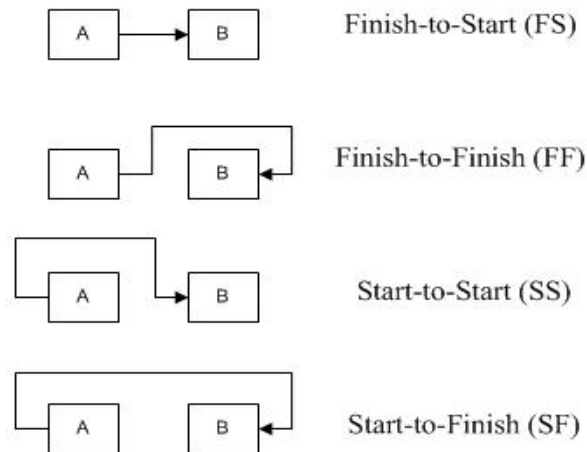 A B Finish-to-Start (FS)
A B Finish-to-Finish (FF)
A B Start-to-Start (SS)
A B Start-to-Finish (SF)